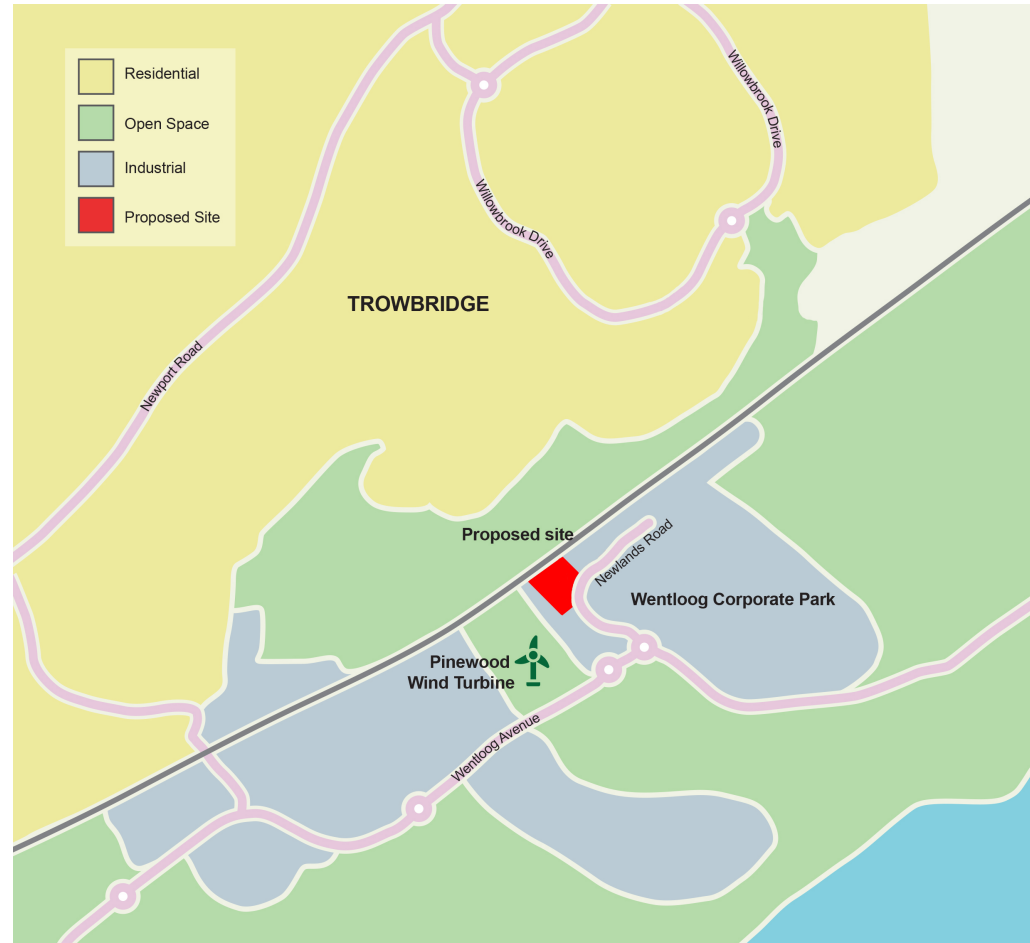 Residential
Open Space
Industrial
Proposed Site
Willowbrook Drive
Willowbrook Drive
TROWBRIDGE
Newport Road
Proposed site
Newlands Road
Wentloog Corporate Park
Pinewood
Wind Turbine
Wentloog Avenue